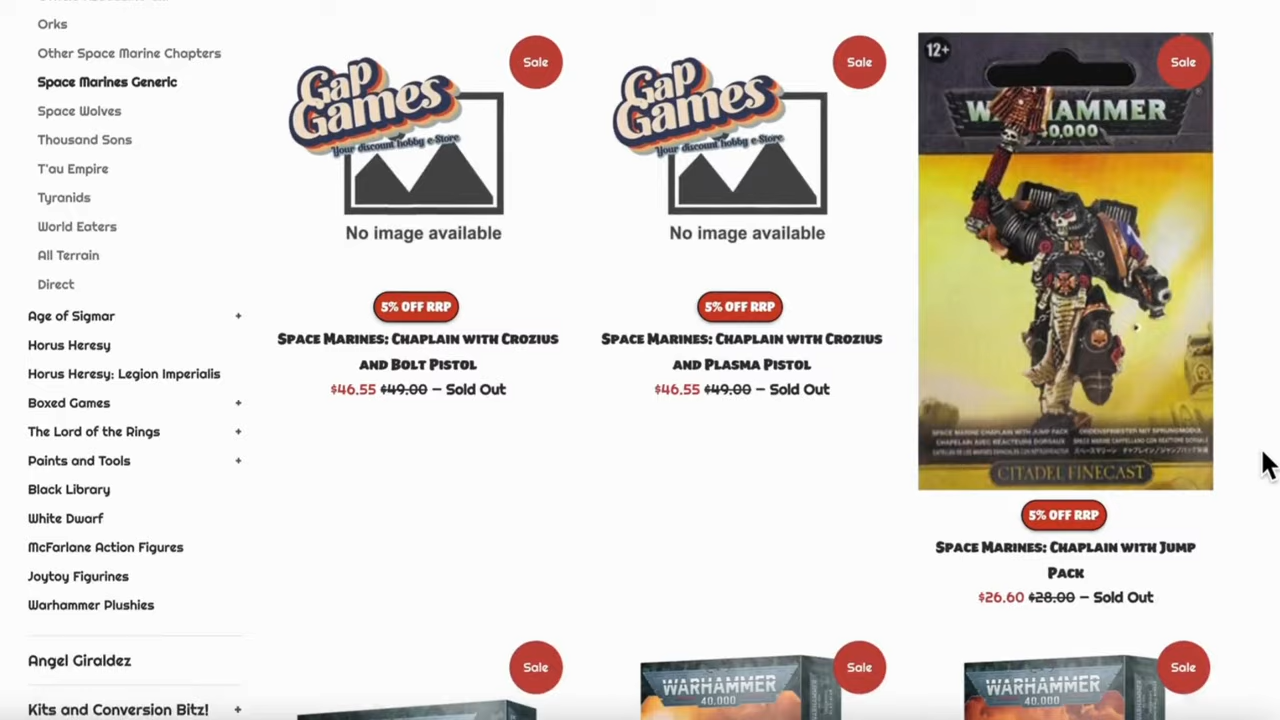 Orks
Other Space Marine Chapters
Space Marines Generic
Space Wolves
Thousand Sons
T'au Empire
Tyranids
World Eaters
All Terrain
Direct
Age of Sigmar +
Horus Heresy
Horus Heresy: Legion Imperialis
Boxed Games +
The Lord of the Rings +
Paints and Tools +
Black Library
White Dwarf
McFarlane Action Figures
Joytoy Figurines
Warhammer Plushies
Angel Giraldez
Kits and Conversion Bitz! +
Sale
Gap
Games
Your discount hobby e-Store
No image available
5% OFF RRP
Space Marines: Chaplain with Crozius
and Bolt Pistol
$46.55 $49.00 – Sold Out
Sale
Gap
Games
Your discount hobby e-Store
No image available
5% OFF RRP
Space Marines: Chaplain with Crozius
and Plasma Pistol
$46.55 $49.00 – Sold Out
Sale
12+
WARHAMMER
40,000
SPACE MARINE CHAPLAIN WITH JUMP PACK
CITADEL FINECAST
5% OFF RRP
Space Marines: Chaplain with Jump
Pack
$26.60 $28.00 – Sold Out
Sale
Sale
WARHAMMER
40,000
Sale
WARHAMMER
40,000